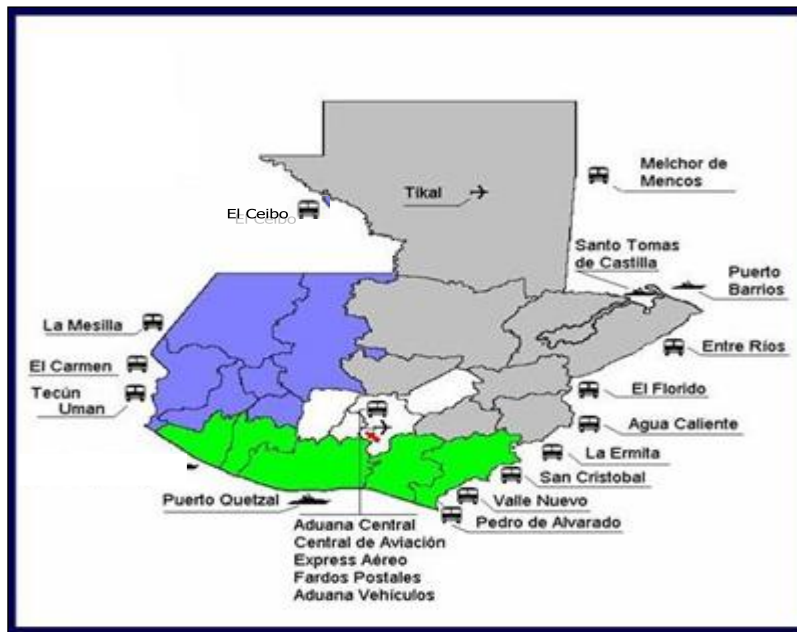 Melchor de
Mencos
Tikal
El Ceibo
El Ceibo
Santo Tomas
de Castilla
Puerto
Barrios
La Mesilla
Entre Ríos
El Carmen
Tecún
Uman
El Florido
Agua Caliente
La Ermita
San Cristobal
Puerto Quetzal
Valle Nuevo
Pedro de Alvarado
Aduana Central
Central de Aviación
Express Aéreo
Fardos Postales
Aduana Vehículos